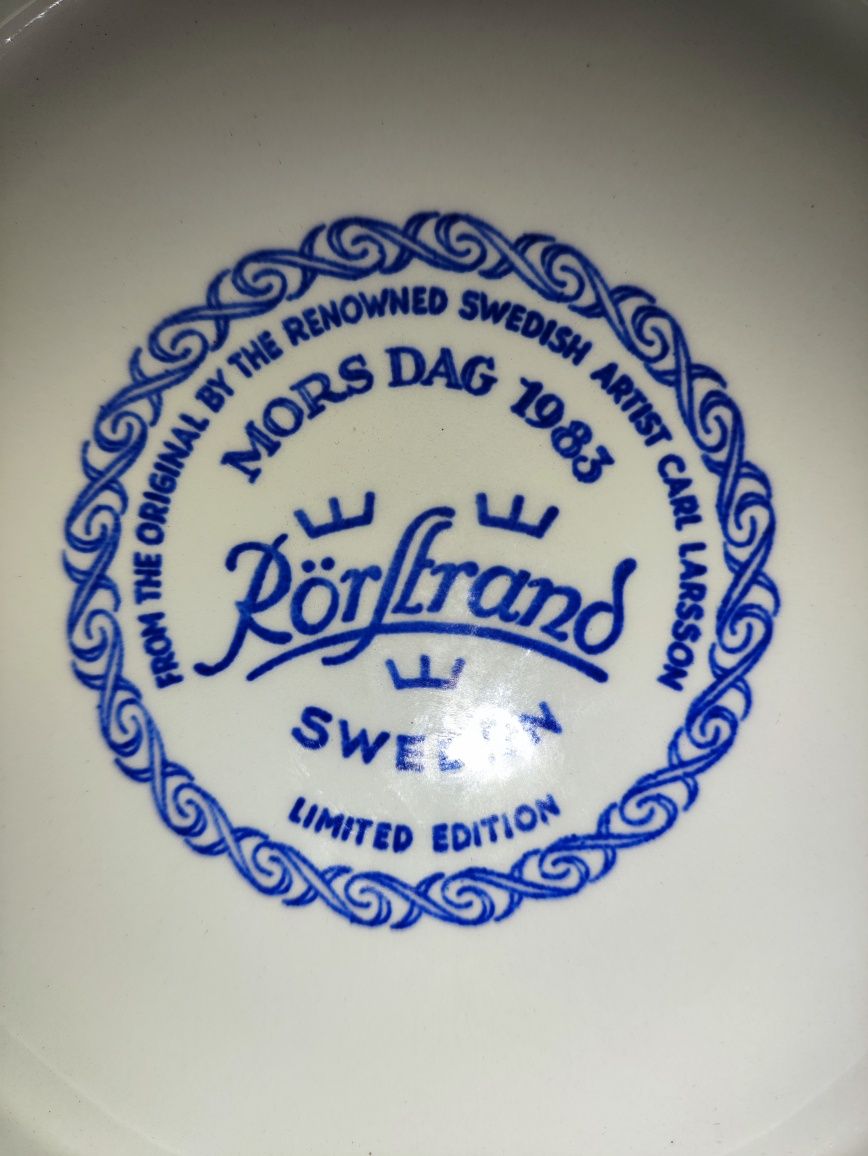 FROM THE ORIGINAL BY THE RENOWNED SWEDISH ARTIST CARL LARSSON
MORS DAG 1983
Rörstrand
SWEDEN
LIMITED EDITION